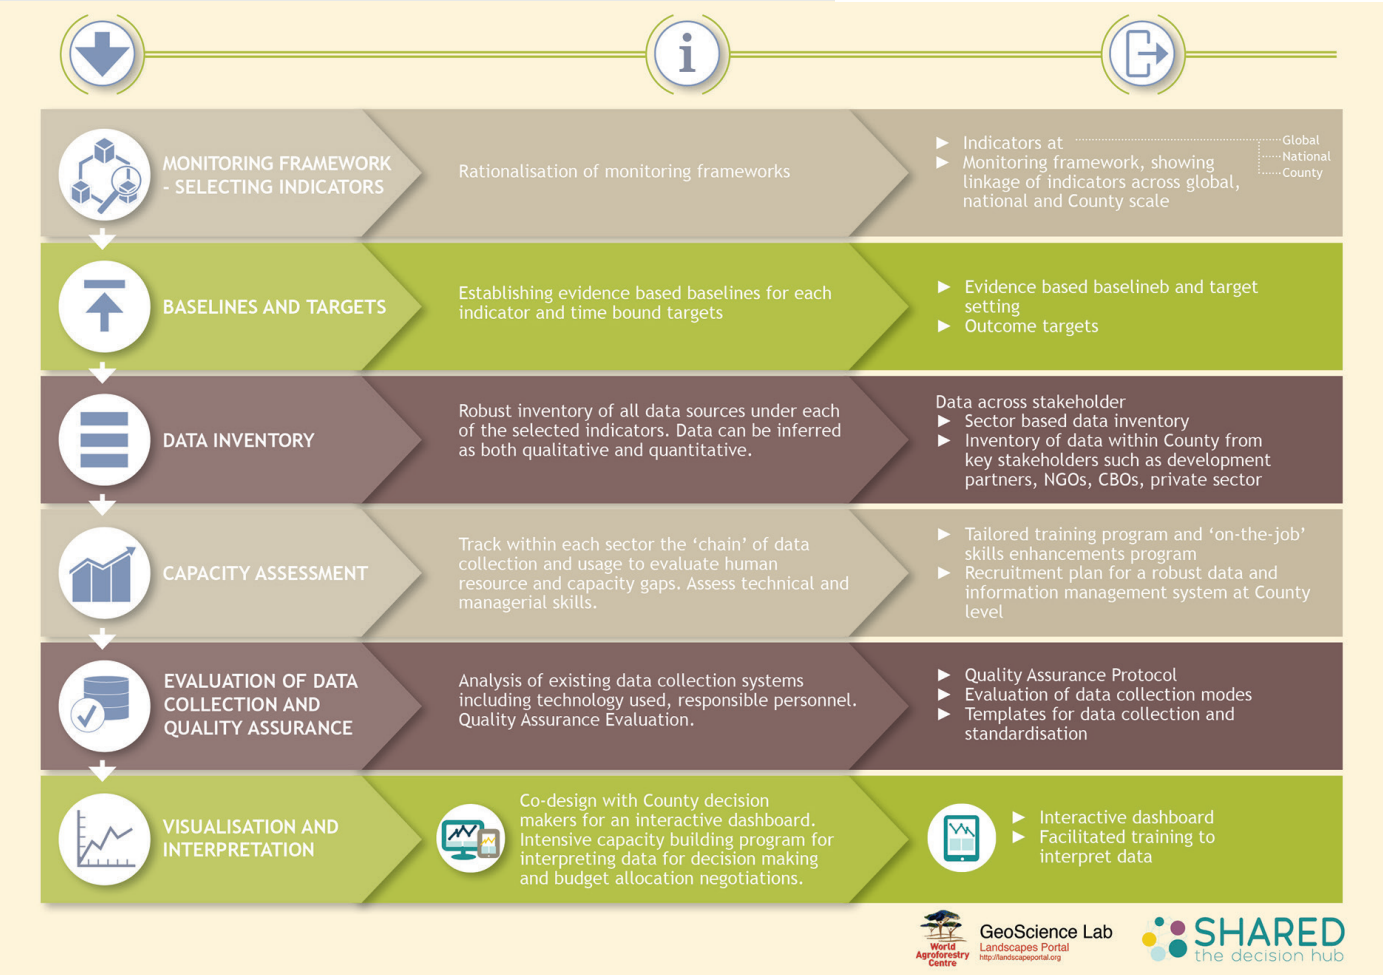 i
MONITORING FRAMEWORK
- SELECTING INDICATORS
Rationalisation of monitoring frameworks
► Indicators at
Global
National
County
► Monitoring framework, showing
linkage of indicators across global,
national and County scale
BASELINES AND TARGETS
Establishing evidence based baselines for each
indicator and time bound targets
► Evidence based baselineb and target
setting
► Outcome targets
DATA INVENTORY
Robust inventory of all data sources under each
of the selected indicators. Data can be inferred
as both qualitative and quantitative.
Data across stakeholder
► Sector based data inventory
► Inventory of data within County from
key stakeholders such as development
partners, NGOs, CBOs, private sector
CAPACITY ASSESSMENT
Track within each sector the ‘chain’ of data
collection and usage to evaluate human
resource and capacity gaps. Assess technical and
managerial skills.
► Tailored training program and ‘on-the-job’
skills enhancements program
► Recruitment plan for a robust data and
information management system at County
level
EVALUATION OF DATA
COLLECTION AND
QUALITY ASSURANCE
Analysis of existing data collection systems
including technology used, responsible personnel.
Quality Assurance Evaluation.
► Quality Assurance Protocol
► Evaluation of data collection modes
► Templates for data collection and
standardisation
VISUALISATION AND
INTERPRETATION
Co-design with County decision
makers for an interactive dashboard.
Intensive capacity building program for
interpreting data for decision making
and budget allocation negotiations.
► Interactive dashboard
► Facilitated training to
interpret data
World
Agroforestry
Centre
GeoScience Lab
Landscapes Portal
http://landscapeportal.org
SHARED
the decision hub